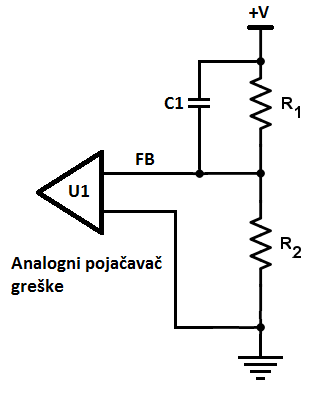 +V
C1
R1
FB
U1
R2
Analogni pojačavač
greške